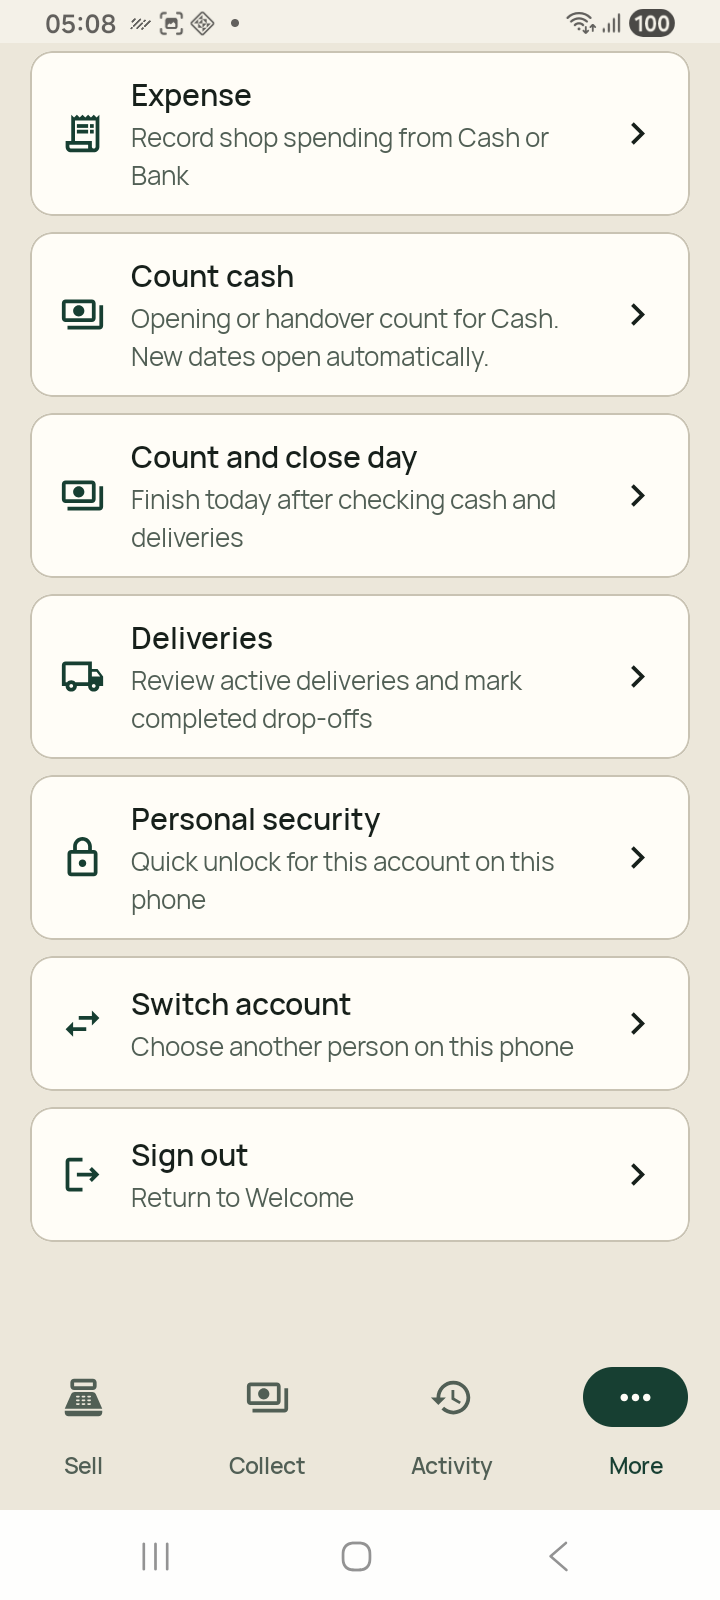 05:08
100
Expense
Record shop spending from Cash or
Bank
Count cash
Opening or handover count for Cash.
New dates open automatically.
Count and close day
Finish today after checking cash and
deliveries
Deliveries
Review active deliveries and mark
completed drop-offs
Personal security
Quick unlock for this account on this
phone
Switch account
Choose another person on this phone
Sign out
Return to Welcome
Sell
Collect
Activity
More